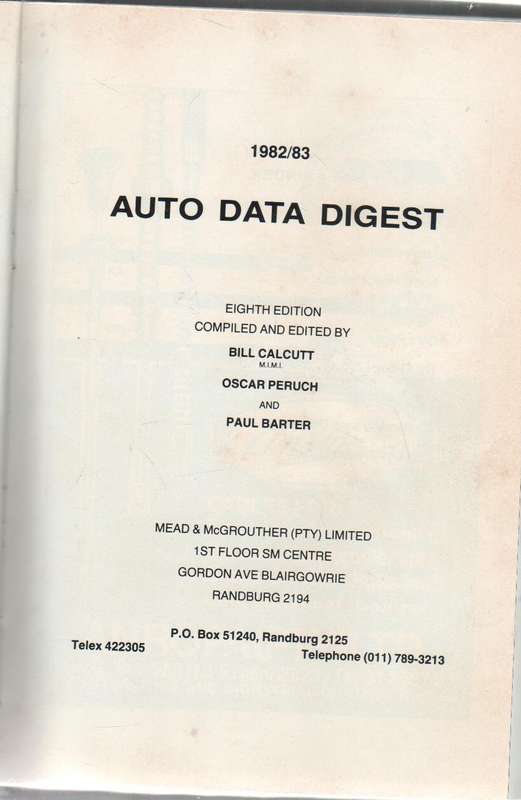 1982/83
AUTO DATA DIGEST
EIGHTH EDITION
COMPILED AND EDITED BY
BILL CALCUTT
M.I.M.I.
OSCAR PERUCH
AND
PAUL BARTER
MEAD & McGROUTHER (PTY) LIMITED
1ST FLOOR SM CENTRE
GORDON AVE BLAIRGOWRIE
RANDBURG 2194
P.O. Box 51240, Randburg 2125
Telex 422305
Telephone (011) 789-3213